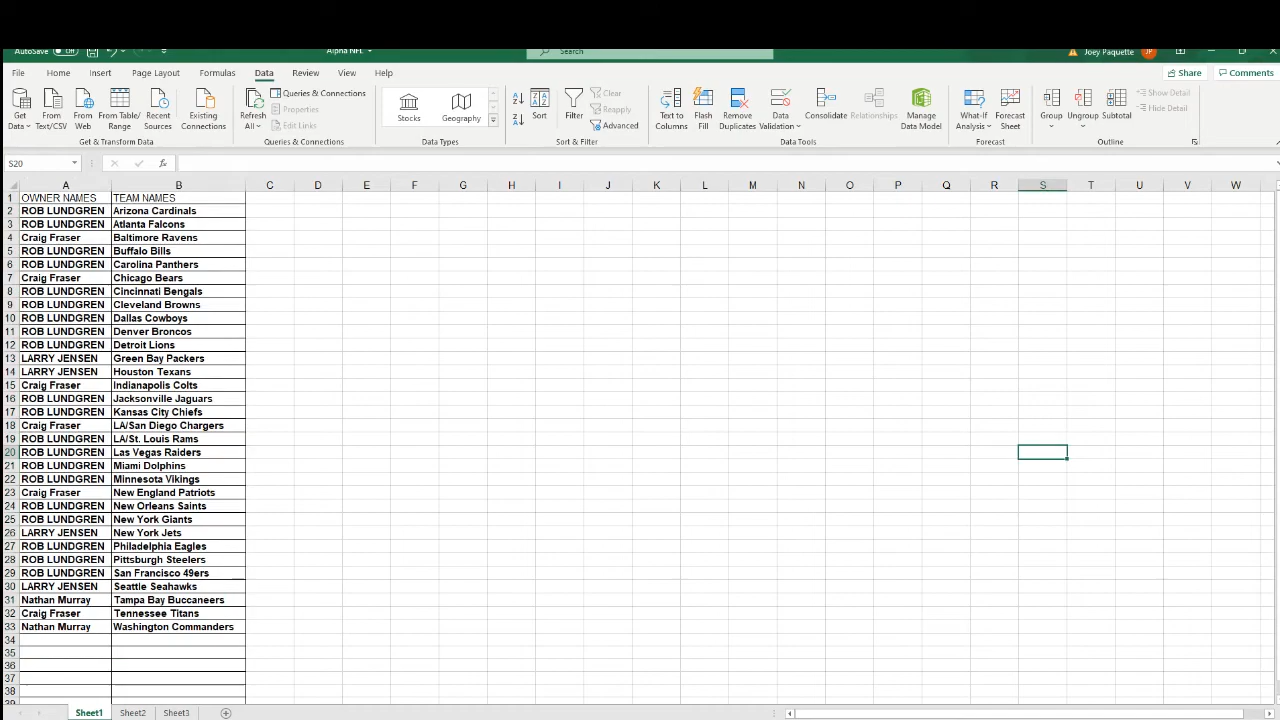 AutoSave Off Alpha NFL Search Joey Paquette JP
File Home Insert Page Layout Formulas Data Review View Help Share Comments
Get Data From Text/CSV From Web From Table/ Range Recent Sources Existing Connections
Get & Transform Data
Refresh All Queries & Connections Properties Edit Links
Queries & Connections
Stocks Geography
Data Types
Sort Filter Clear Reapply Advanced
Sort & Filter
Text to Columns Flash Fill Remove Duplicates Data Validation Consolidate Relationships Manage Data Model
Data Tools
What-If Analysis Forecast Sheet
Forecast
Group Ungroup Subtotal Show Detail Hide Detail
Outline
S20 fx
A B C D E F G H I J K L M N O P Q R S T U V W
1 OWNER NAMES TEAM NAMES
2 ROB LUNDGREN Arizona Cardinals
3 ROB LUNDGREN Atlanta Falcons
4 Craig Fraser Baltimore Ravens
5 ROB LUNDGREN Buffalo Bills
6 ROB LUNDGREN Carolina Panthers
7 Craig Fraser Chicago Bears
8 ROB LUNDGREN Cincinnati Bengals
9 ROB LUNDGREN Cleveland Browns
10 ROB LUNDGREN Dallas Cowboys
11 ROB LUNDGREN Denver Broncos
12 ROB LUNDGREN Detroit Lions
13 LARRY JENSEN Green Bay Packers
14 LARRY JENSEN Houston Texans
15 Craig Fraser Indianapolis Colts
16 ROB LUNDGREN Jacksonville Jaguars
17 ROB LUNDGREN Kansas City Chiefs
18 Craig Fraser LA/San Diego Chargers
19 ROB LUNDGREN LA/St. Louis Rams
20 ROB LUNDGREN Las Vegas Raiders
21 ROB LUNDGREN Miami Dolphins
22 ROB LUNDGREN Minnesota Vikings
23 Craig Fraser New England Patriots
24 ROB LUNDGREN New Orleans Saints
25 ROB LUNDGREN New York Giants
26 LARRY JENSEN New York Jets
27 ROB LUNDGREN Philadelphia Eagles
28 ROB LUNDGREN Pittsburgh Steelers
29 ROB LUNDGREN San Francisco 49ers
30 LARRY JENSEN Seattle Seahawks
31 Nathan Murray Tampa Bay Buccaneers
32 Craig Fraser Tennessee Titans
33 Nathan Murray Washington Commanders
34
35
36
37
38
39
Sheet1 Sheet2 Sheet3